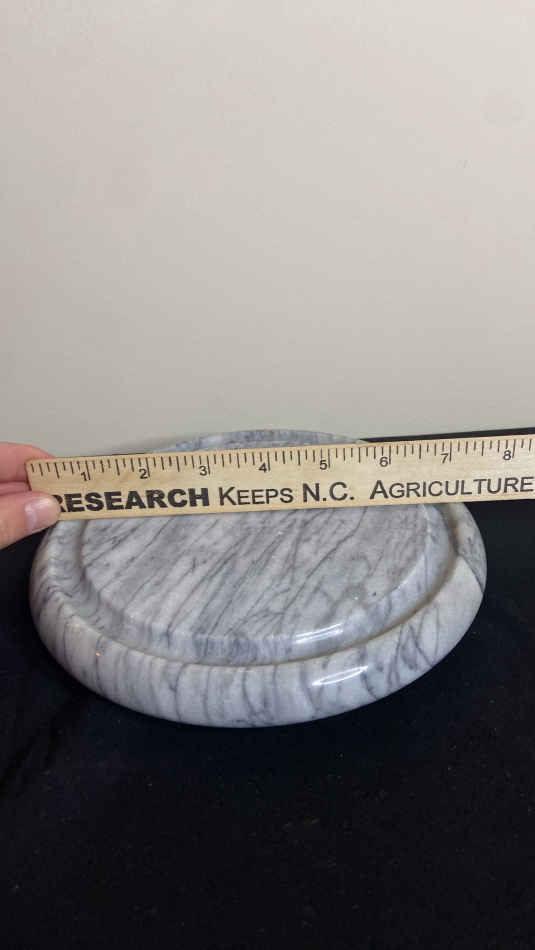 1 2 3 4 5 6 7 8
RESEARCH KEEPS N.C. AGRICULTURE